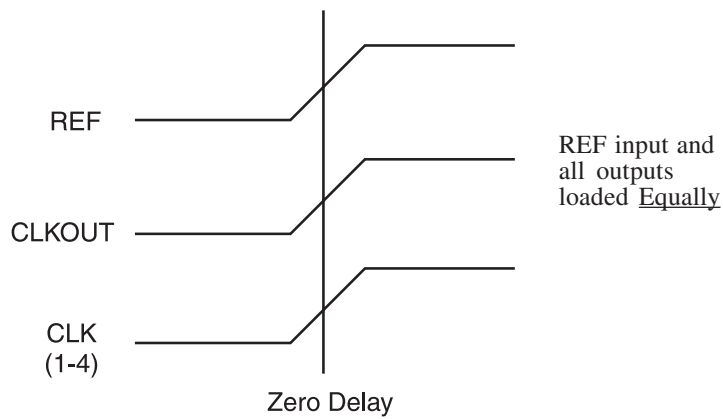 REF
REF input and
all outputs
loaded Equally
CLKOUT
CLK
(1-4)
Zero Delay